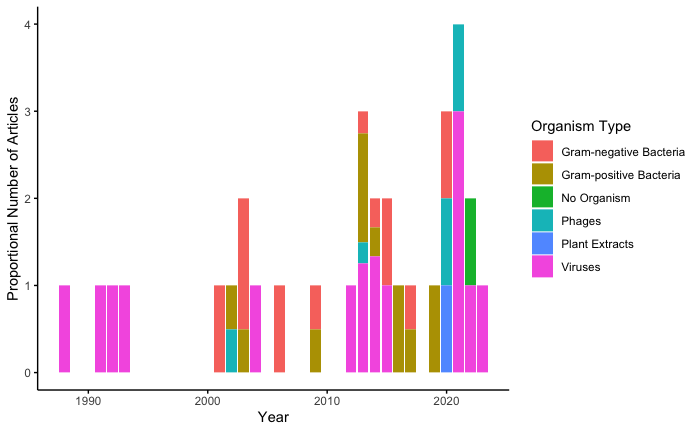 4
3
2
1
0
Proportional Number of Articles
1990
2000
2010
2020
Year
Organism Type
Gram-negative Bacteria
Gram-positive Bacteria
No Organism
Phages
Plant Extracts
Viruses